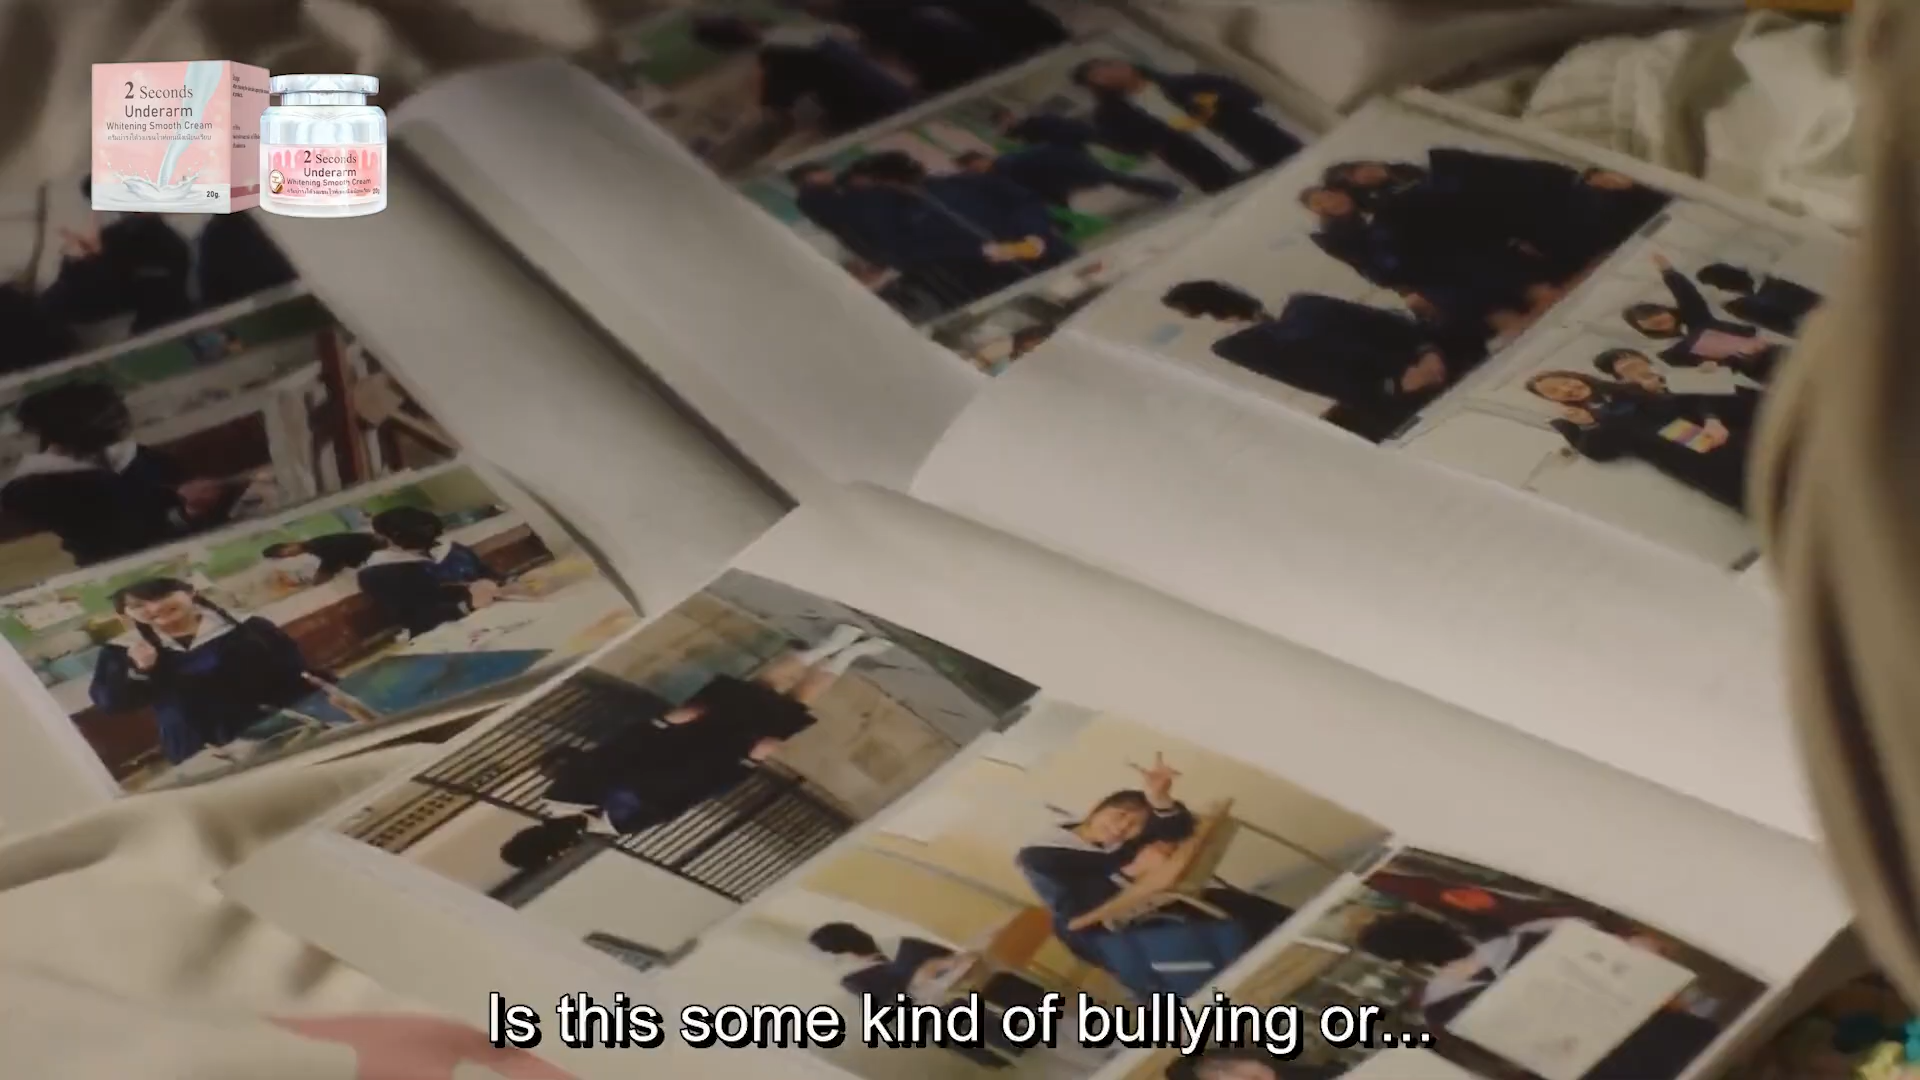 2 Seconds
Underarm
Whitening Smooth Cream
20g.
2 Seconds
Underarm
Whitening Smooth Cream
Is this some kind of bullying or...